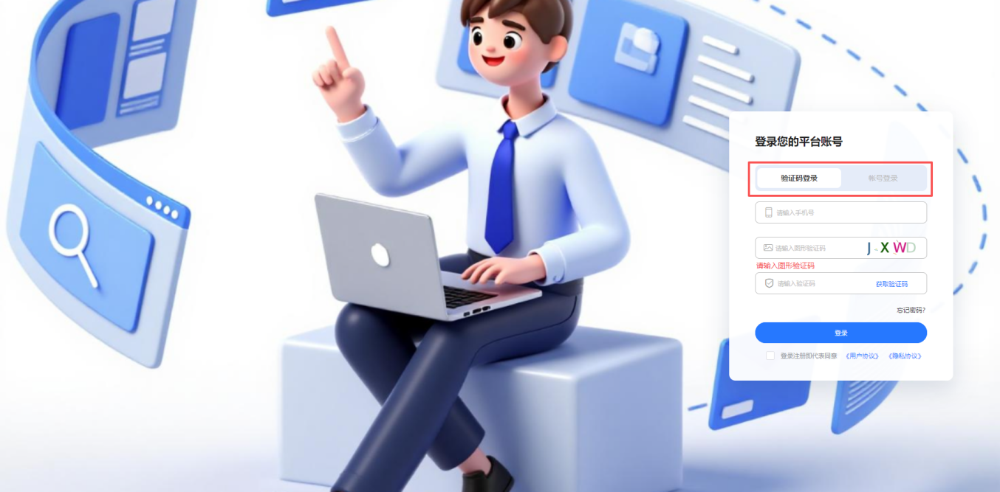 登录您的平台账号
验证码登录 帐号登录
请输入手机号
请输入图形验证码 J X W D
请输入图形验证码
请输入验证码 获取验证码
忘记密码?
登录
登录注册即代表同意 《用户协议》 《隐私协议》